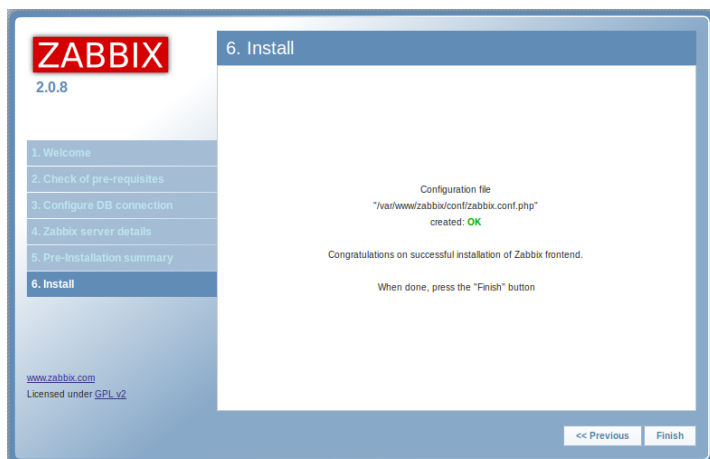 ZABBIX
2.0.8
1. Welcome
2. Check of pre-requisites
3. Configure DB connection
4. Zabbix server details
5. Pre-Installation summary
6. Install
www.zabbix.com
Licensed under GPL v2
6. Install
Configuration file
"/var/www/zabbix/conf/zabbix.conf.php"
created: OK
Congratulations on successful installation of Zabbix frontend.
When done, press the "Finish" button
<< Previous
Finish